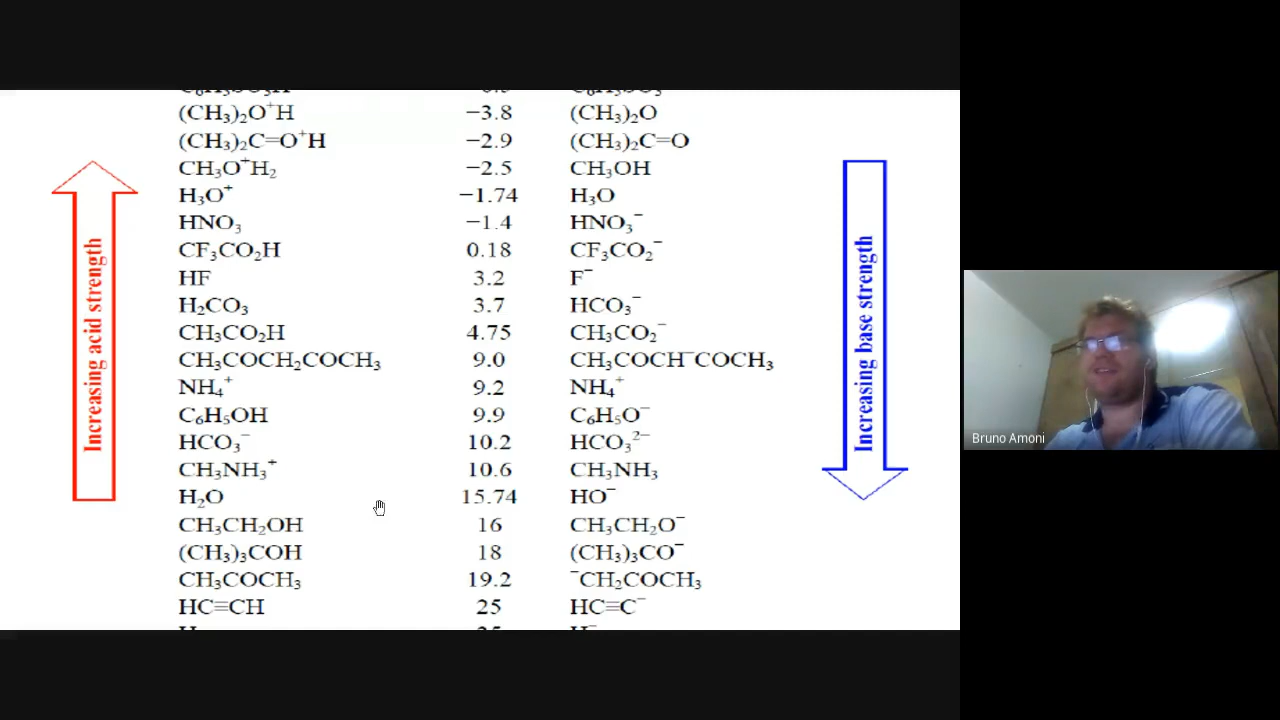 (CH₃)₂O⁺H −3.8 (CH₃)₂O
(CH₃)₂C=O⁺H −2.9 (CH₃)₂C=O
CH₃O⁺H₂ −2.5 CH₃OH
H₃O⁺ −1.74 H₃O
HNO₃ −1.4 HNO₃⁻
CF₃CO₂H 0.18 CF₃CO₂⁻
HF 3.2 F⁻
H₂CO₃ 3.7 HCO₃⁻
CH₃CO₂H 4.75 CH₃CO₂⁻
CH₃COCH₂COCH₃ 9.0 CH₃COCH⁻COCH₃
NH₄⁺ 9.2 NH₄⁺
C₆H₅OH 9.9 C₆H₅O⁻
HCO₃⁻ 10.2 HCO₃²⁻
CH₃NH₃⁺ 10.6 CH₃NH₃
H₂O 15.74 HO⁻
CH₃CH₂OH 16 CH₃CH₂O⁻
(CH₃)₃COH 18 (CH₃)₃CO⁻
CH₃COCH₃ 19.2 ⁻CH₂COCH₃
HC≡CH 25 HC≡C⁻
Increasing acid strength
Increasing base strength
Bruno Amoni